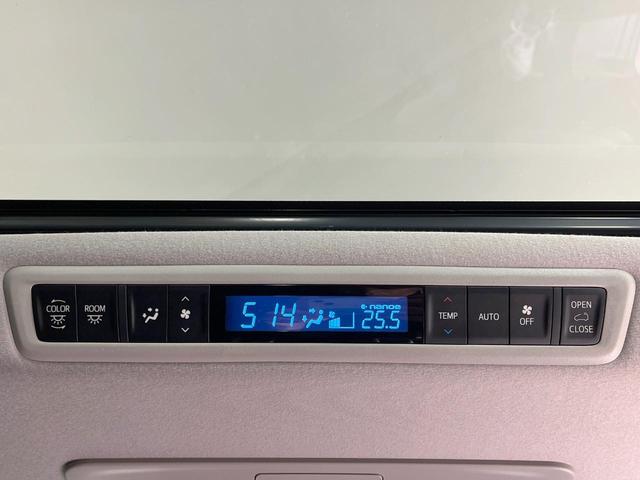 COLOR
ROOM
5 14
nanoe
25.5
TEMP
AUTO
OFF
OPEN
CLOSE